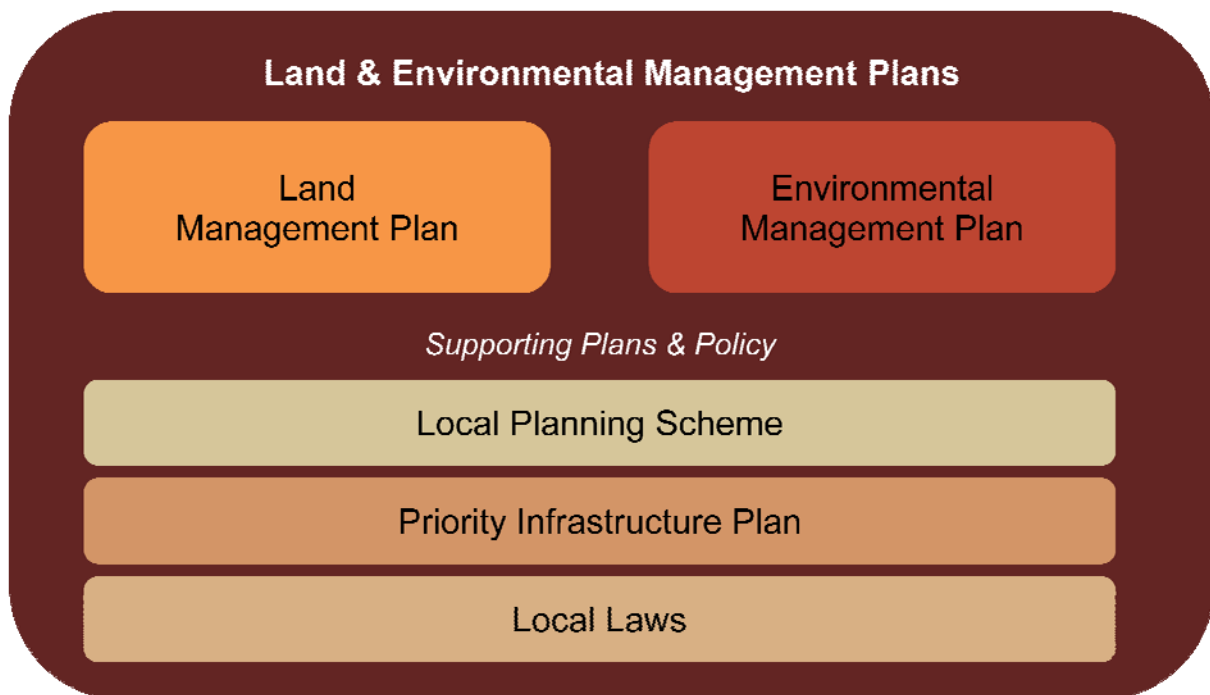 Land & Environmental Management Plans
Land
Management Plan
Environmental
Management Plan
Supporting Plans & Policy
Local Planning Scheme
Priority Infrastructure Plan
Local Laws